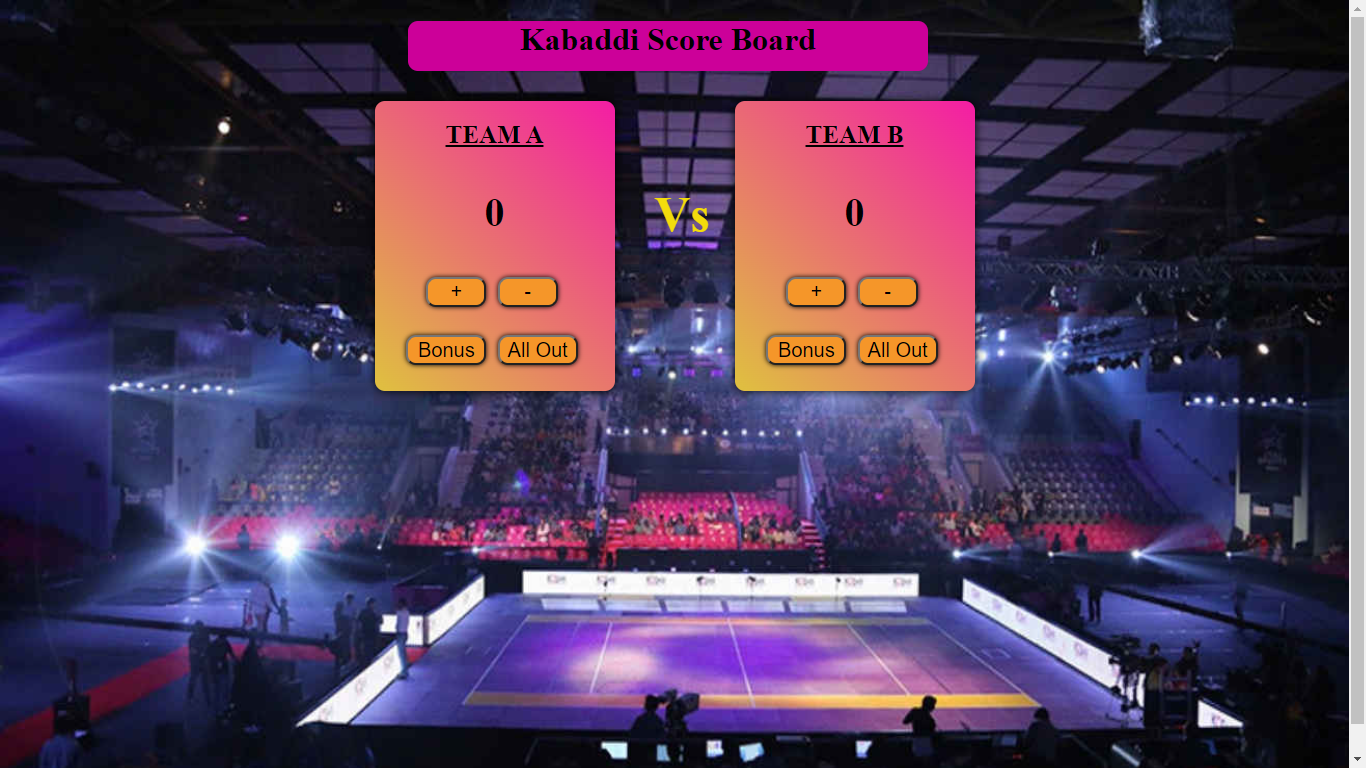 Kabaddi Score Board
TEAM A
0
+ -
Bonus All Out
Vs
TEAM B
0
+ -
Bonus All Out